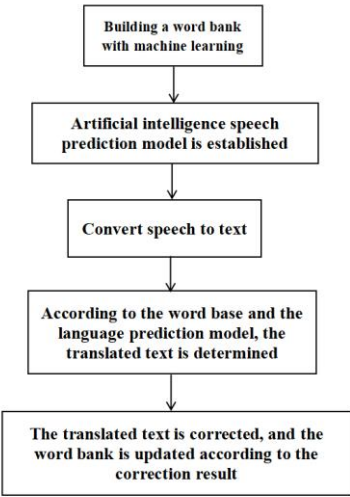 Building a word bank
with machine learning
Artificial intelligence speech
prediction model is established
Convert speech to text
According to the word base and the
language prediction model, the
translated text is determined
The translated text is corrected, and the
word bank is updated according to the
correction result